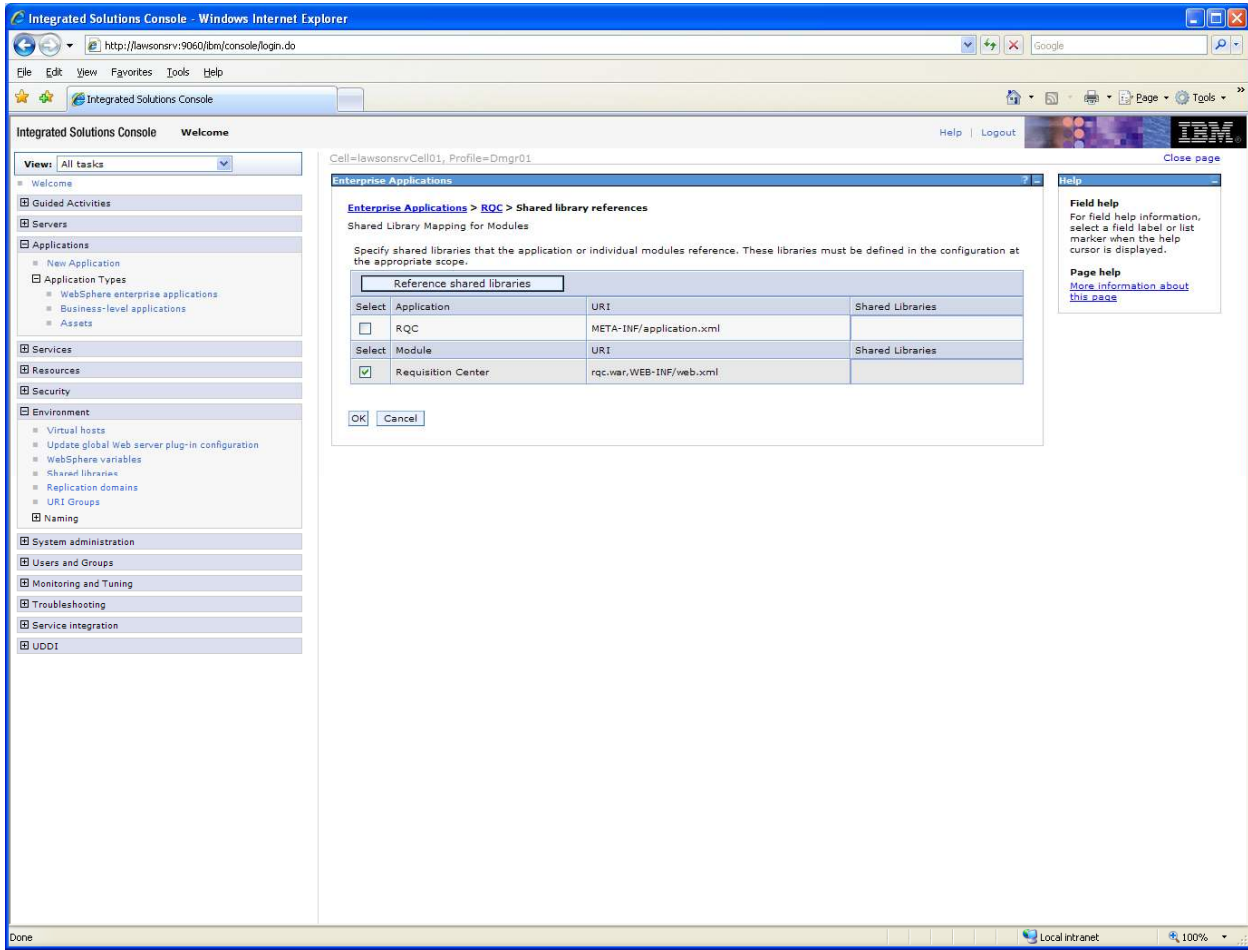 Integrated Solutions Console - Windows Internet Explorer
http://lawsonsrv:9060/ibm/console/login.do
Google
File Edit View Favorites Tools Help
Integrated Solutions Console
Page Tools
Integrated Solutions Console Welcome
Help | Logout
IBM
View: All tasks
Welcome
Guided Activities
Servers
Applications
New Application
Application Types
WebSphere enterprise applications
Business-level applications
Assets
Services
Resources
Security
Environment
Virtual hosts
Update global Web server plug-in configuration
WebSphere variables
Shared libraries
Replication domains
URI Groups
Naming
System administration
Users and Groups
Monitoring and Tuning
Troubleshooting
Service integration
UDDI
Cell=lawsonsrvCell01, Profile=Dmgr01
Close page
Enterprise Applications
Enterprise Applications > RQC > Shared library references
Shared Library Mapping for Modules
Specify shared libraries that the application or individual modules reference. These libraries must be defined in the configuration at
the appropriate scope.
Reference shared libraries
Select Application URI Shared Libraries
RQC META-INF/application.xml
Select Module URI Shared Libraries
Requisition Center rqc.war,WEB-INF/web.xml
OK Cancel
Help
Field help
For field help information,
select a field label or list
marker when the help
cursor is displayed.
Page help
More information about
this page
Done
Local intranet
100%